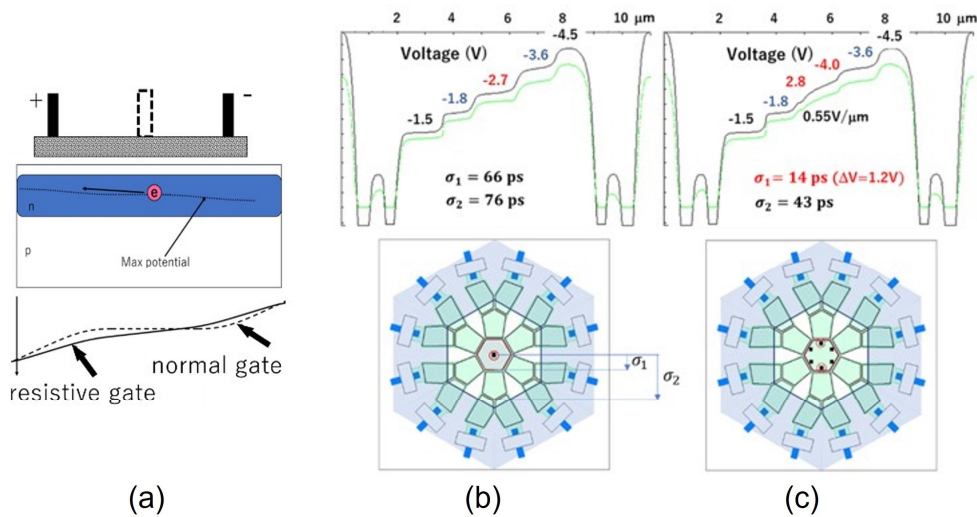 +
-
e
n
p
Max potential
normal gate
resistive gate
(a)
2 4 6 8 10 μm
Voltage (V)
-4.5
-3.6
-2.7
-1.8
-1.5
σ₁ = 66 ps
σ₂ = 76 ps
σ₁
σ₂
(b)
2 4 6 8 10 μm
Voltage (V)
-4.5
-3.6
-4.0
2.8
-1.8
0.55V/μm
-1.5
σ₁= 14 ps (ΔV=1.2V)
σ₂ = 43 ps
(c)